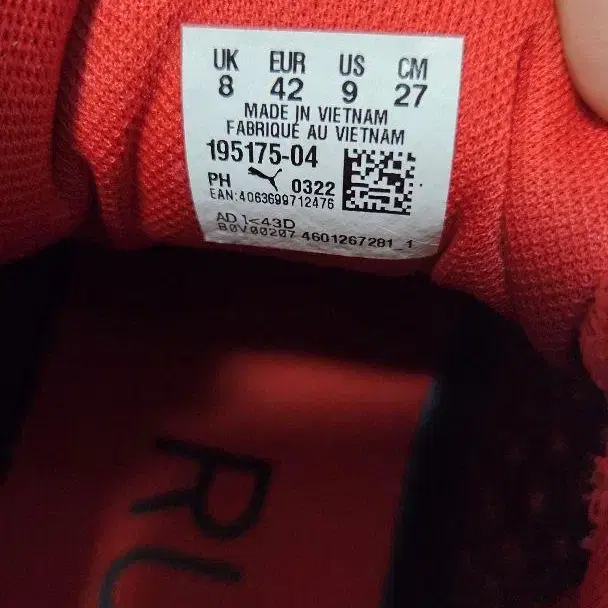 UK EUR US CM
8 42 9 27
MADE IN VIETNAM
FABRIQUÉ AU VIETNAM
195175-04
PH 0322
EAN:4063699712476
AD 1<43D
B0V00207 4601267281_1
RU